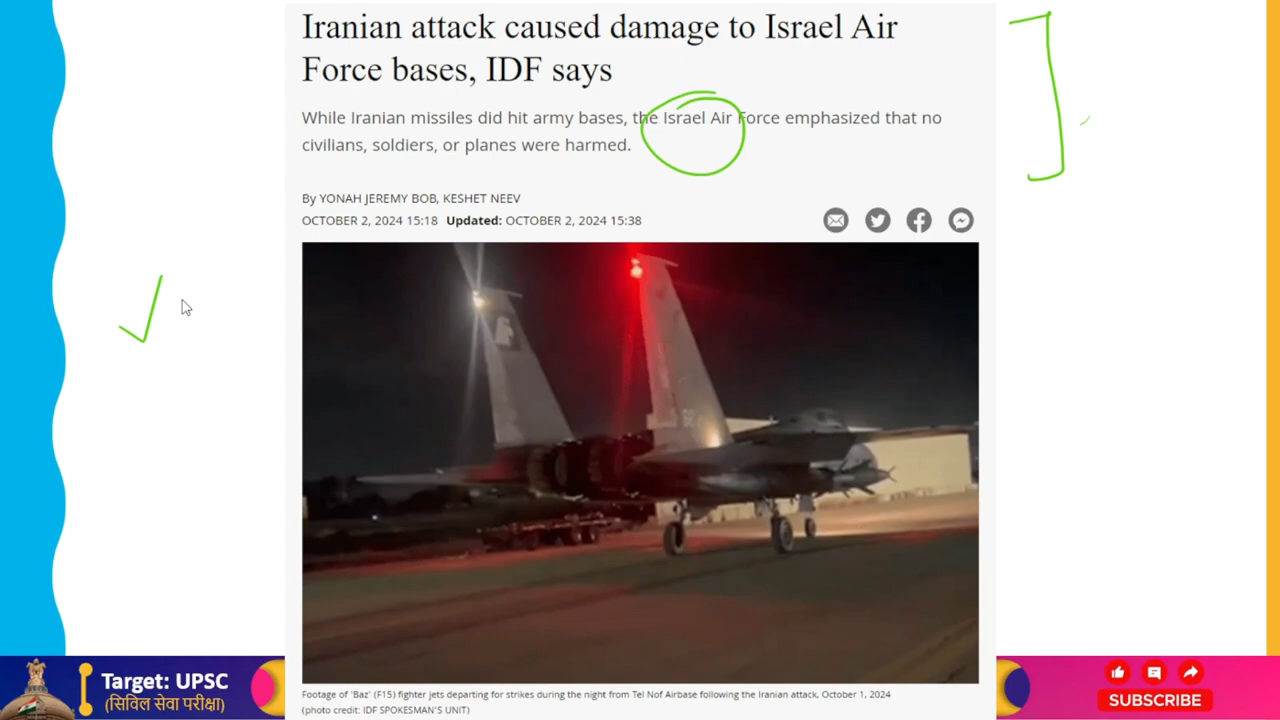 Iranian attack caused damage to Israel Air
Force bases, IDF says
While Iranian missiles did hit army bases, the Israel Air Force emphasized that no
civilians, soldiers, or planes were harmed.
By YONAH JEREMY BOB, KESHET NEEV
OCTOBER 2, 2024 15:18 Updated: OCTOBER 2, 2024 15:38
Footage of 'Baz' (F15) fighter jets departing for strikes during the night from Tel Nof Airbase following the Iranian attack, October 1, 2024
(photo credit: IDF SPOKESMAN'S UNIT)
Target: UPSC
(सिविल सेवा परीक्षा)
SUBSCRIBE